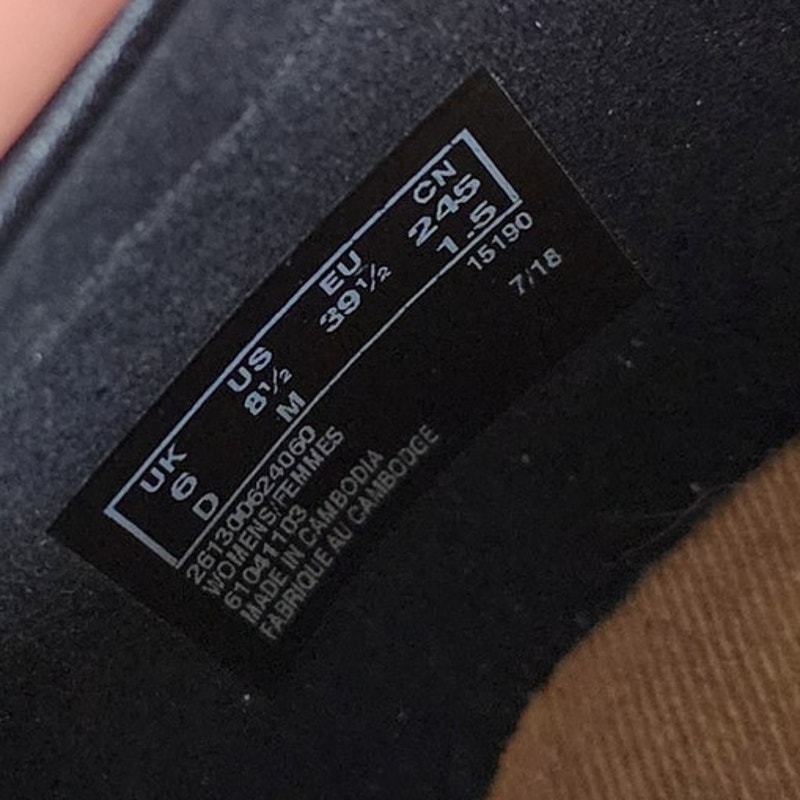 UK US EU CN
6 8½ 39½ 245
D M 1.5
261300624060 15190
WOMENS/FEMMES 7/18
61041103
MADE IN CAMBODIA
FABRIQUE AU CAMBODGE